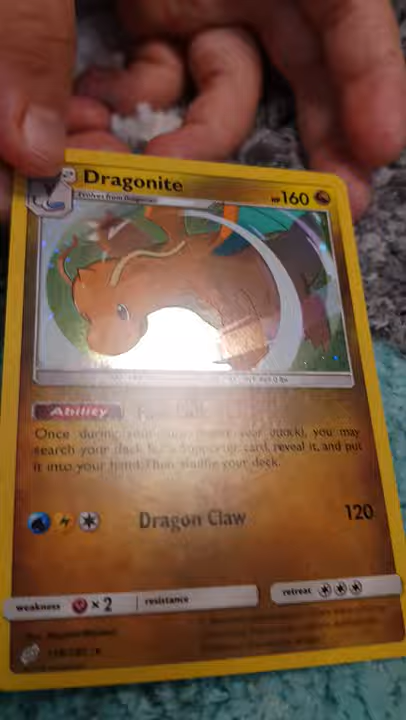 Dragonite
HP 160
Evolves from Dragonair
Ability
Once during your turn (before your attack), you may
search your deck for a Supporter card, reveal it, and put
it into your hand. Then, shuffle your deck.
Dragon Claw 120
weakness × 2 resistance retreat